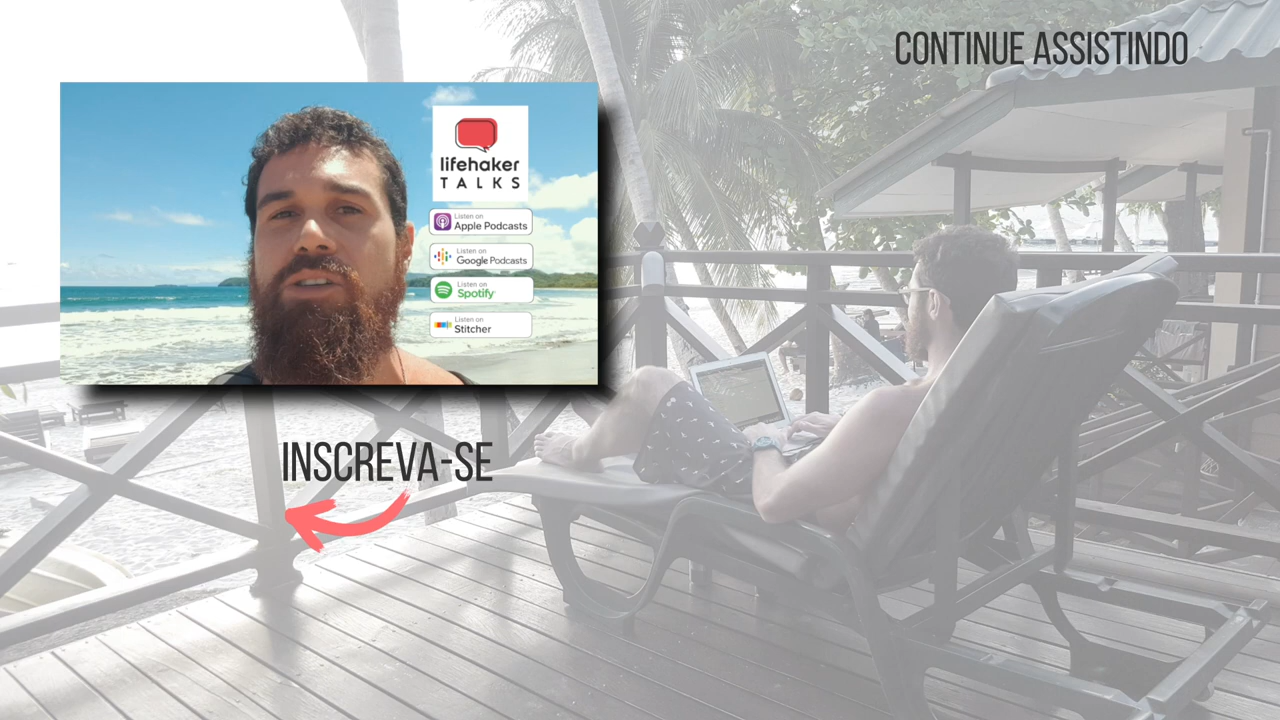 CONTINUE ASSISTINDO
lifehaker
TALKS
Listen on
Apple Podcasts
Listen on
Google Podcasts
Listen on
Spotify
Listen on
Stitcher
INSCREVA-SE